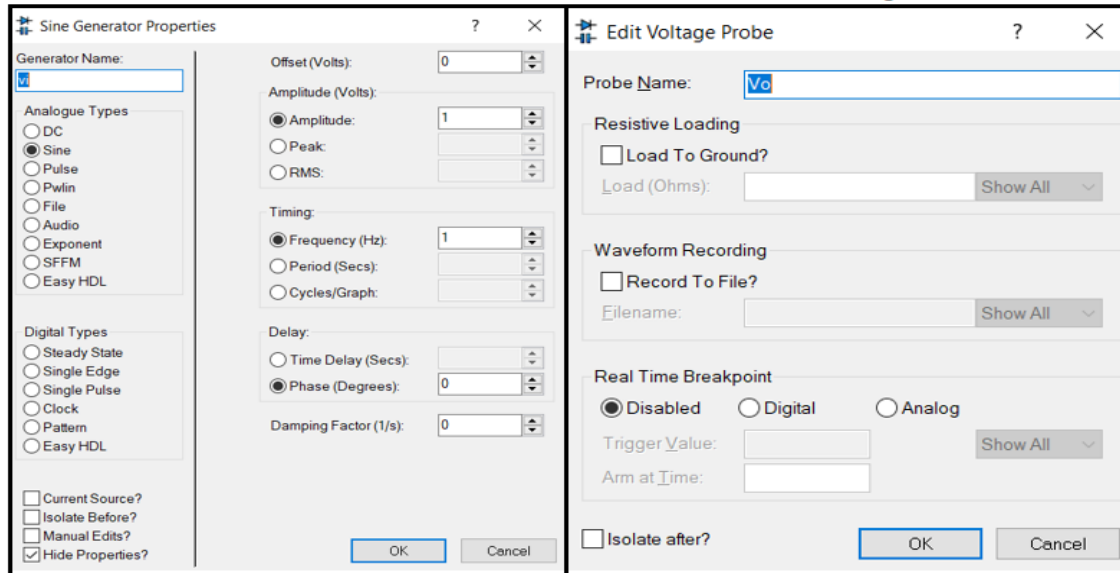 Sine Generator Properties ? ×
Generator Name:
vi
Analogue Types
DC
Sine
Pulse
Pwlin
File
Audio
Exponent
SFFM
Easy HDL
Digital Types
Steady State
Single Edge
Single Pulse
Clock
Pattern
Easy HDL
Current Source?
Isolate Before?
Manual Edits?
Hide Properties?
Offset (Volts): 0
Amplitude (Volts):
Amplitude: 1
Peak:
RMS:
Timing:
Frequency (Hz): 1
Period (Secs):
Cycles/Graph:
Delay:
Time Delay (Secs):
Phase (Degrees): 0
Damping Factor (1/s): 0
OK Cancel
Edit Voltage Probe ? ×
Probe Name: Vo
Resistive Loading
Load To Ground?
Load (Ohms): Show All
Waveform Recording
Record To File?
Filename: Show All
Real Time Breakpoint
Disabled Digital Analog
Trigger Value: Show All
Arm at Time:
Isolate after? OK Cancel